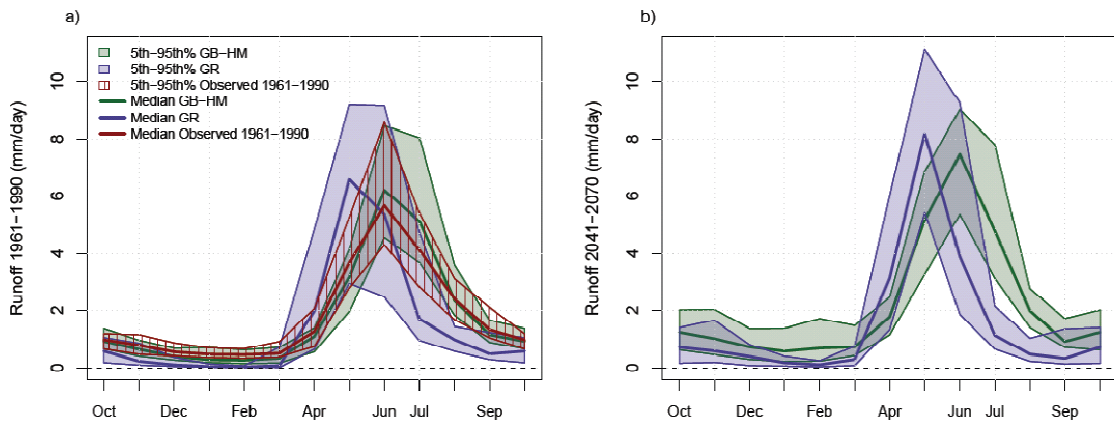 a)
5th−95th% GB−HM
5th−95th% GR
5th−95th% Observed 1961−1990
Median GB−HM
Median GR
Median Observed 1961−1990
Runoff 1961−1990 (mm/day)
10
8
6
4
2
0
Oct Dec Feb Apr Jun Jul Sep
b)
Runoff 2041−2070 (mm/day)
10
8
6
4
2
0
Oct Dec Feb Apr Jun Jul Sep